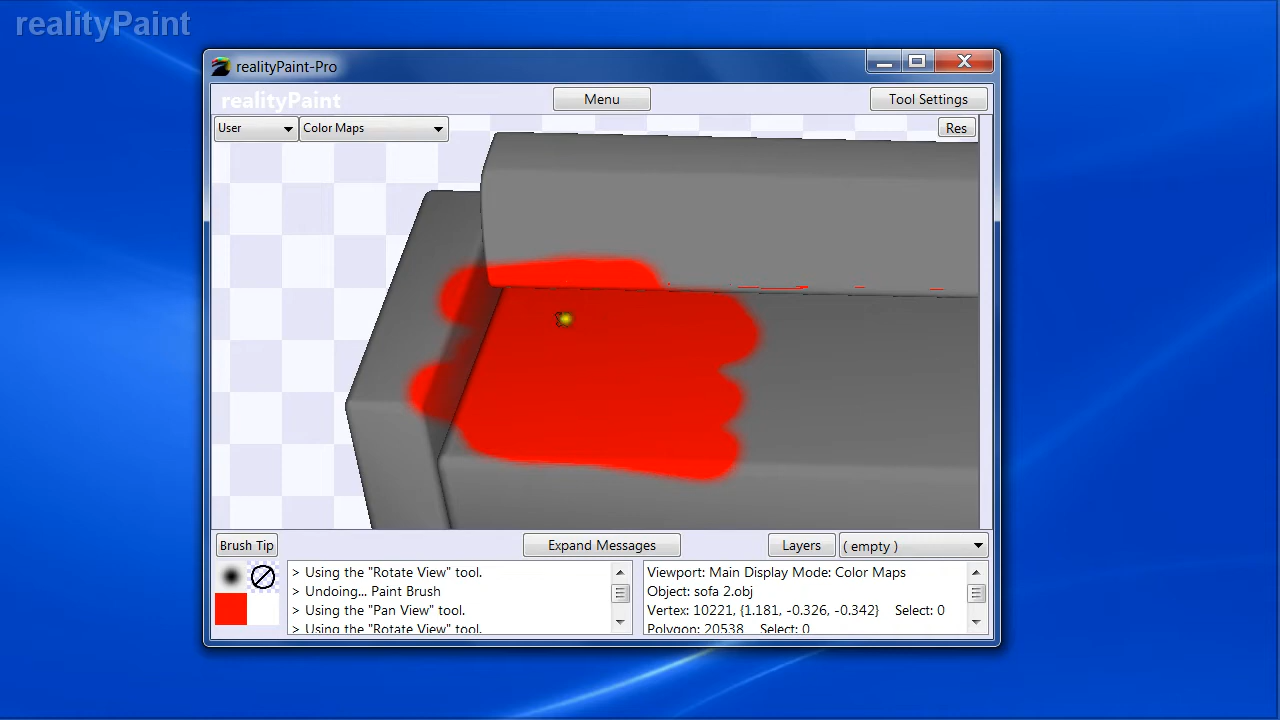 realityPaint
realityPaint-Pro
realityPaint
Menu
Tool Settings
User
Color Maps
Res
Brush Tip
Expand Messages
Layers
( empty )
> Using the "Rotate View" tool.
> Undoing... Paint Brush
> Using the "Pan View" tool.
> Using the "Rotate View" tool.
Viewport: Main Display Mode: Color Maps
Object: sofa 2.obj
Vertex: 10221, {1.181, -0.326, -0.342} Select: 0
Polygon: 20538 Select: 0